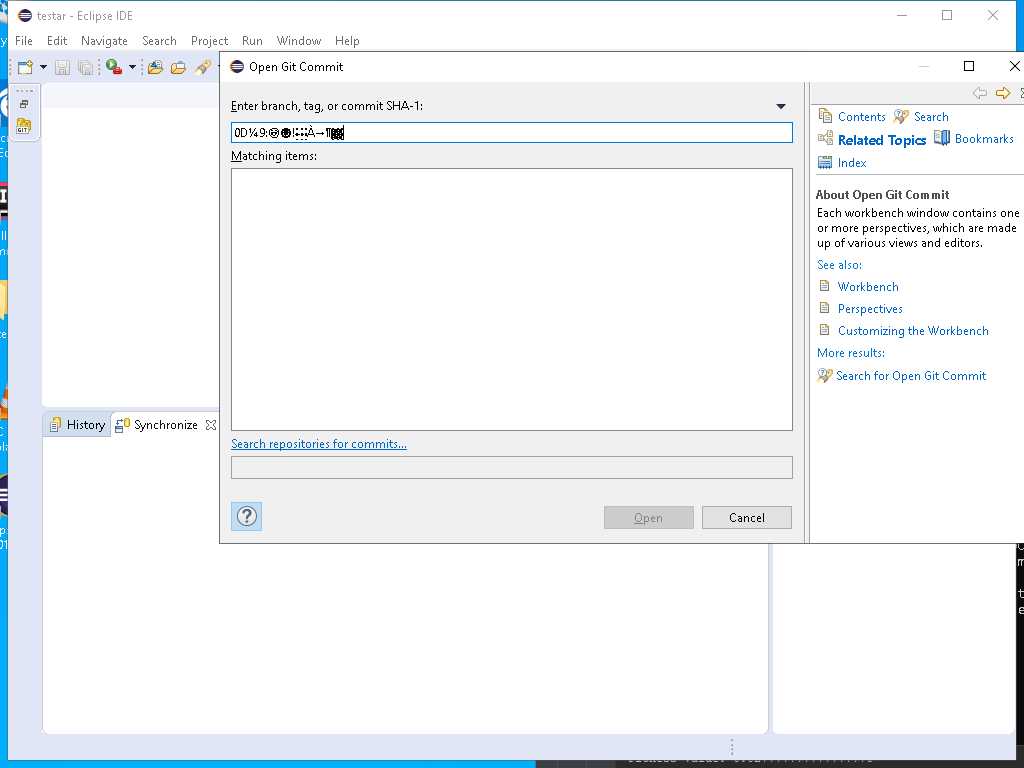 testar - Eclipse IDE
File Edit Navigate Search Project Run Window Help
Open Git Commit
Enter branch, tag, or commit SHA-1:
Matching items:
Search repositories for commits...
Open Cancel
History Synchronize
GIT
Contents Search
Related Topics Bookmarks
Index
About Open Git Commit
Each workbench window contains one
or more perspectives, which are made
up of various views and editors.
See also:
Workbench
Perspectives
Customizing the Workbench
More results:
Search for Open Git Commit